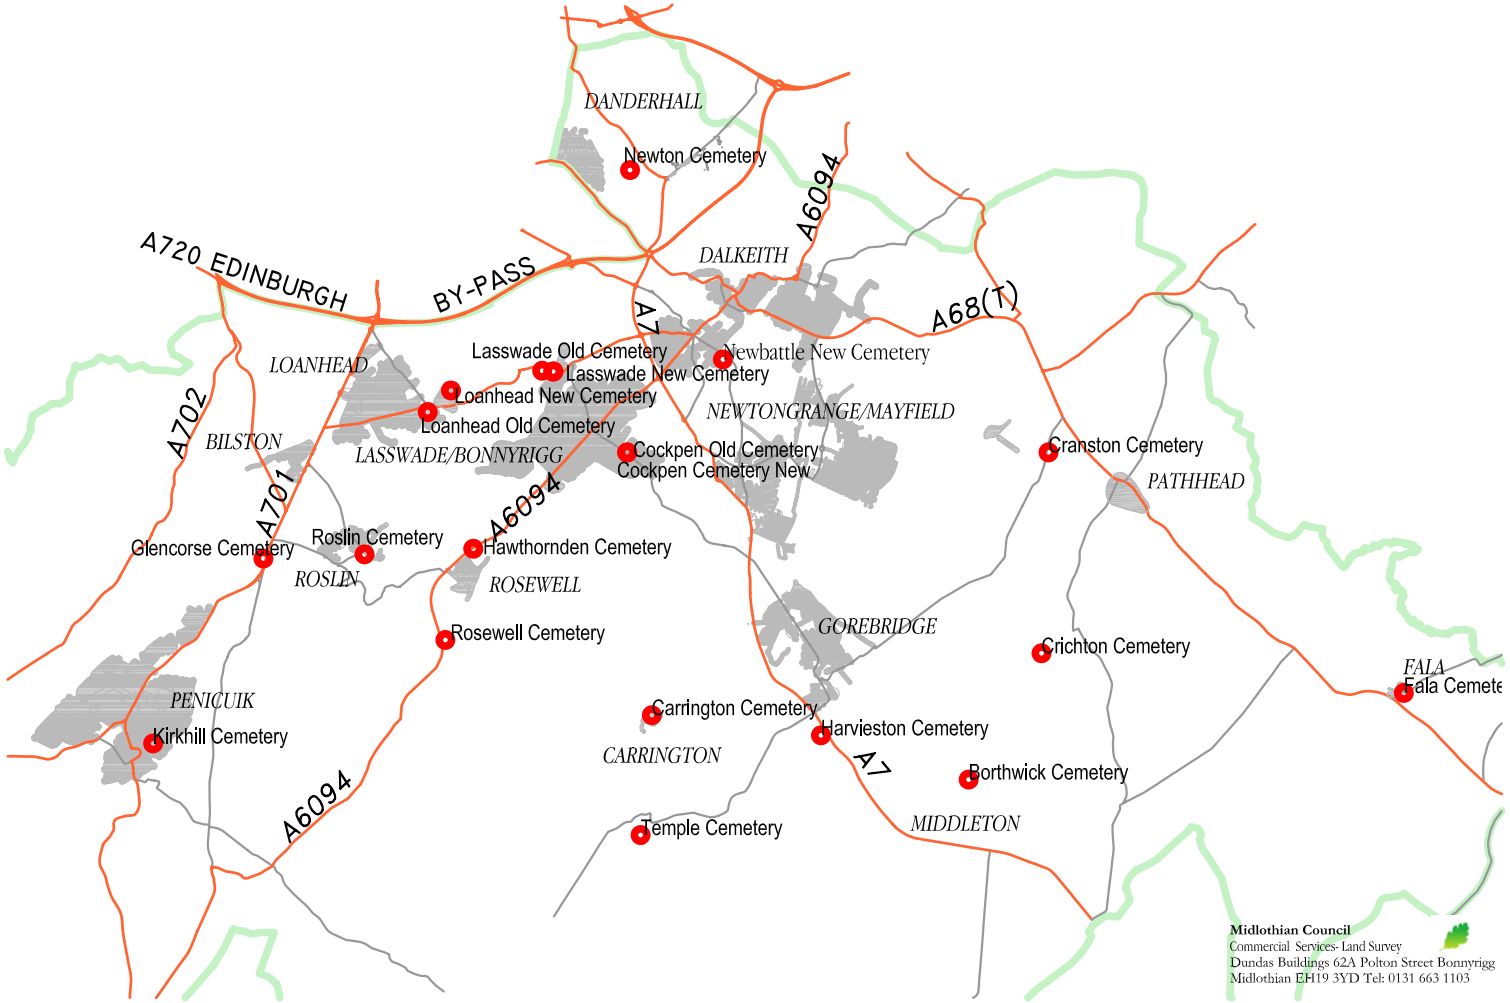 DANDERHALL
Newton Cemetery
A6094
A720 EDINBURGH
BY-PASS
DALKEITH
A7
A68(T)
LOANHEAD
Lasswade Old Cemetery
Lasswade New Cemetery
Newbattle New Cemetery
Loanhead New Cemetery
Loanhead Old Cemetery
NEWTONGRANGE/MAYFIELD
A702
BILSTON
LASSWADE/BONNYRIGG
Cockpen Old Cemetery
Cockpen Cemetery New
Cranston Cemetery
PATHHEAD
A701
A6094
Glencorse Cemetery
Roslin Cemetery
Hawthornden Cemetery
ROSLIN
ROSEWELL
Rosewell Cemetery
GOREBRIDGE
Crichton Cemetery
FALA
Fala Cemete
PENICUIK
Kirkhill Cemetery
Carrington Cemetery
CARRINGTON
Harvieston Cemetery
A7
Borthwick Cemetery
A6094
Temple Cemetery
MIDDLETON
Midlothian Council
Commercial Services- Land Survey
Dundas Buildings 62A Polton Street Bonnyrigg
Midlothian EH19 3YD Tel: 0131 663 1103